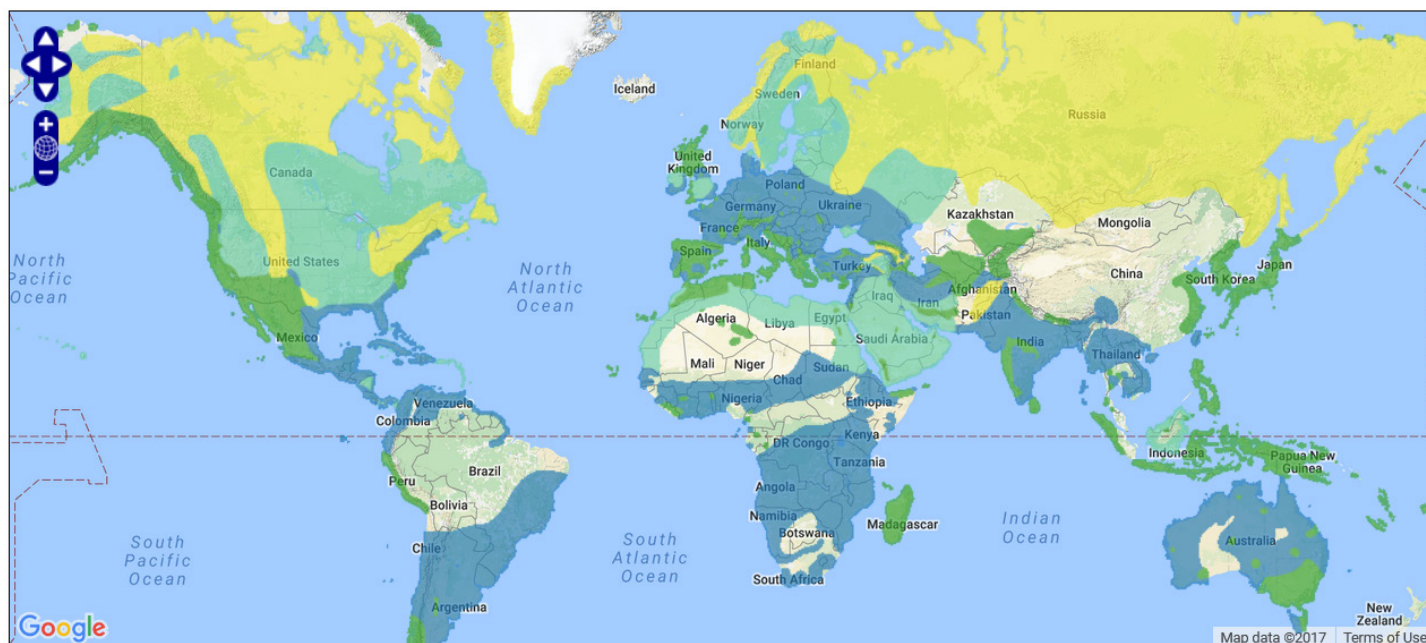 Iceland
Finland
Sweden
Norway
Russia
Canada
United Kingdom
Poland
Germany
Ukraine
France
Kazakhstan
Mongolia
North
Pacific
Ocean
United States
North
Atlantic
Ocean
Spain
Italy
Turkey
China
South Korea
Japan
Afghanistan
Iraq
Iran
Pakistan
Mexico
Algeria
Libya
Egypt
Saudi Arabia
India
Thailand
Mali
Niger
Chad
Sudan
Nigeria
Ethiopia
Venezuela
Colombia
DR Congo
Kenya
Tanzania
Indonesia
Papua New
Guinea
Brazil
Peru
Bolivia
Angola
Namibia
Botswana
Madagascar
Indian
Ocean
Australia
South
Pacific
Ocean
Chile
South
Atlantic
Ocean
South Africa
Argentina
New
Zealand
Google
Map data ©2017
Terms of Use